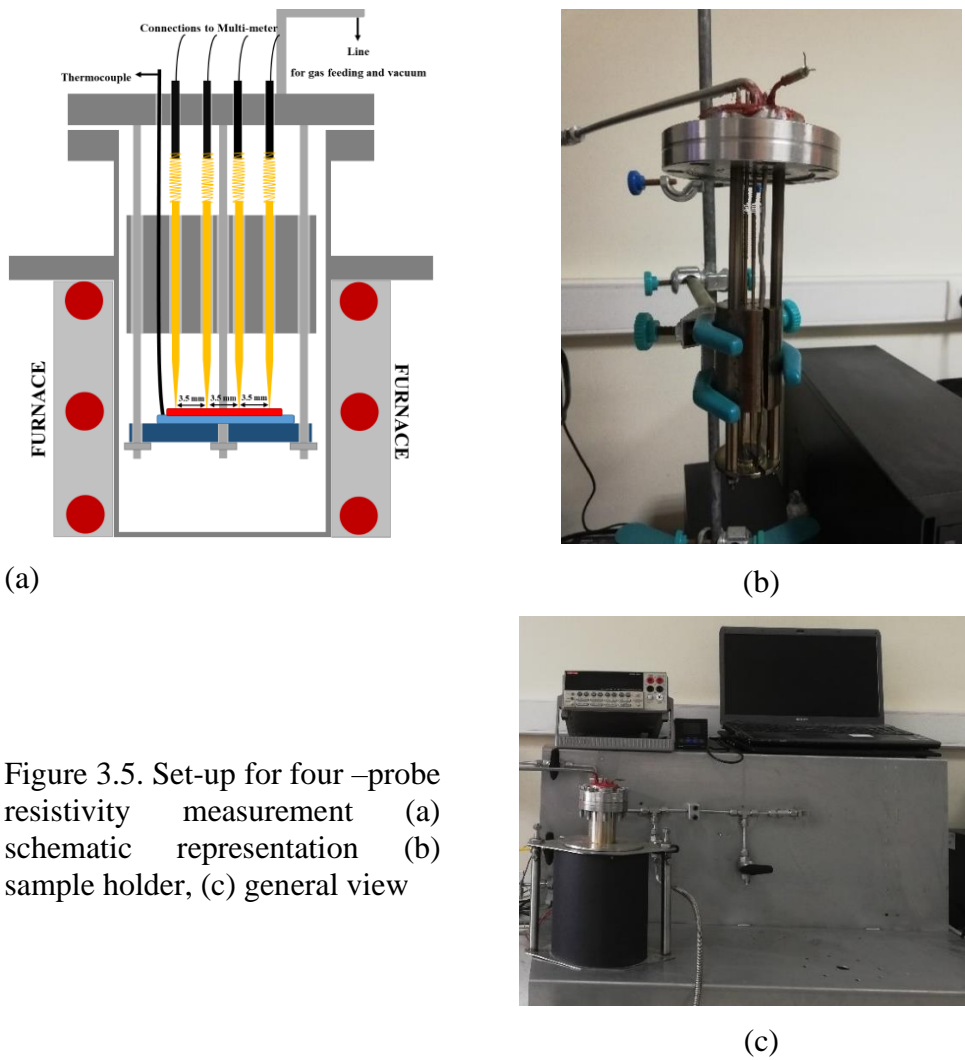 Connections to Multi-meter
Line
for gas feeding and vacuum
Thermocouple
3.5 mm 3.5 mm 3.5 mm
FURNACE
FURNACE
(a)
(b)
Figure 3.5. Set-up for four –probe
resistivity measurement (a)
schematic representation (b)
sample holder, (c) general view
(c)